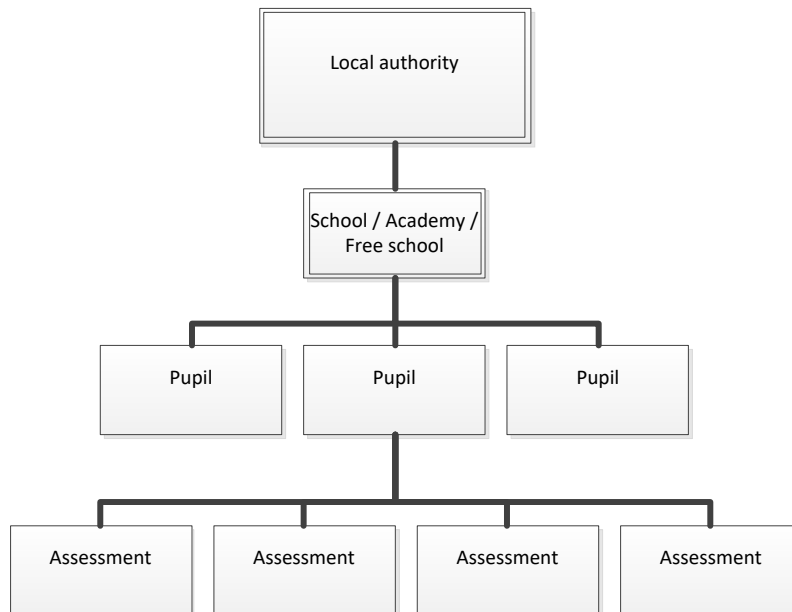 Local authority
School / Academy /
Free school
Pupil
Pupil
Pupil
Assessment
Assessment
Assessment
Assessment